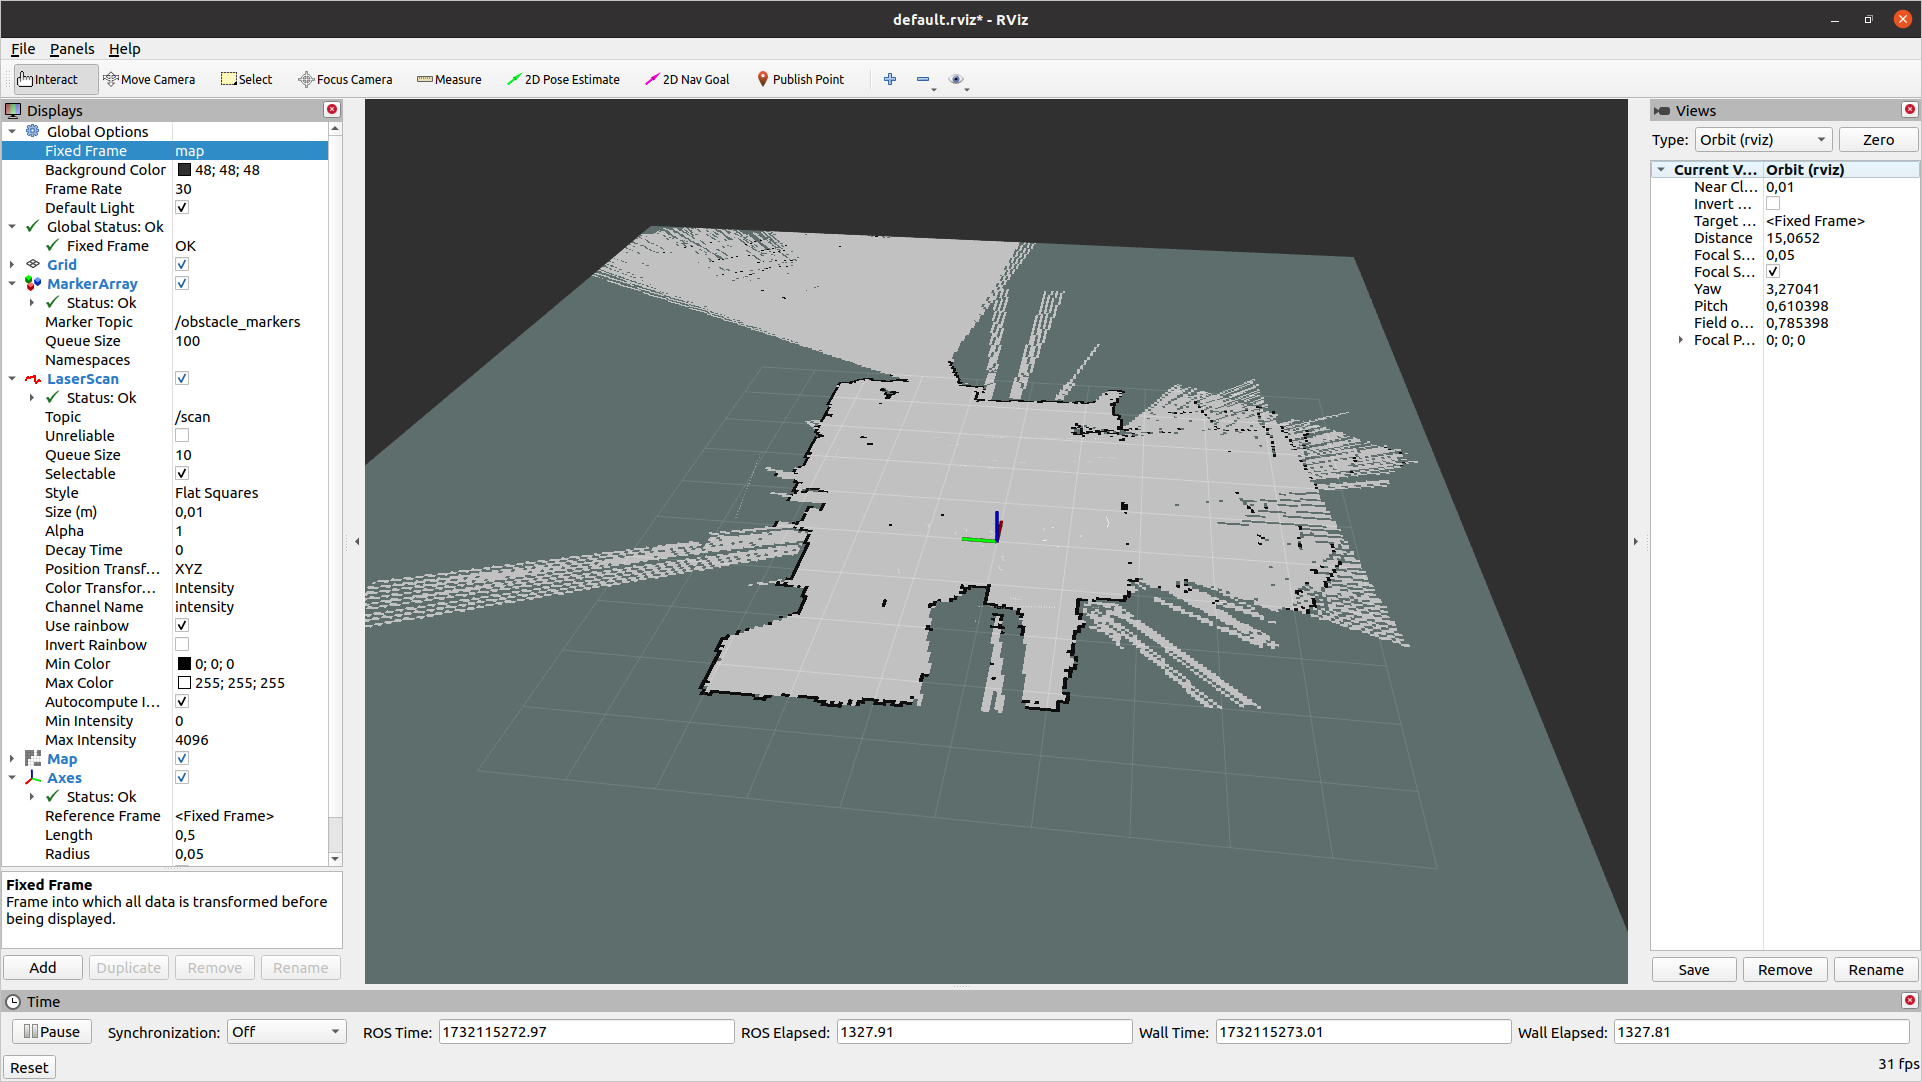 default.rviz* - RViz
File Panels Help
Interact Move Camera Select Focus Camera Measure 2D Pose Estimate 2D Nav Goal Publish Point
Displays
Global Options
Fixed Frame map
Background Color 48; 48; 48
Frame Rate 30
Default Light
Global Status: Ok
Fixed Frame OK
Grid
MarkerArray
Status: Ok
Marker Topic /obstacle_markers
Queue Size 100
Namespaces
LaserScan
Status: Ok
Topic /scan
Unreliable
Queue Size 10
Selectable
Style Flat Squares
Size (m) 0,01
Alpha 1
Decay Time 0
Position Transf... XYZ
Color Transfor... Intensity
Channel Name intensity
Use rainbow
Invert Rainbow
Min Color 0; 0; 0
Max Color 255; 255; 255
Autocompute I...
Min Intensity 0
Max Intensity 4096
Map
Axes
Status: Ok
Reference Frame <Fixed Frame>
Length 0,5
Radius 0,05
Fixed Frame
Frame into which all data is transformed before
being displayed.
Add Duplicate Remove Rename
Views
Type: Orbit (rviz) Zero
Current V... Orbit (rviz)
Near Cl... 0,01
Invert ...
Target ... <Fixed Frame>
Distance 15,0652
Focal S... 0,05
Focal S...
Yaw 3,27041
Pitch 0,610398
Field o... 0,785398
Focal P... 0; 0; 0
Save Remove Rename
Time
Pause Synchronization: Off ROS Time: 1732115272.97 ROS Elapsed: 1327.91 Wall Time: 1732115273.01 Wall Elapsed: 1327.81
Reset 31 fps